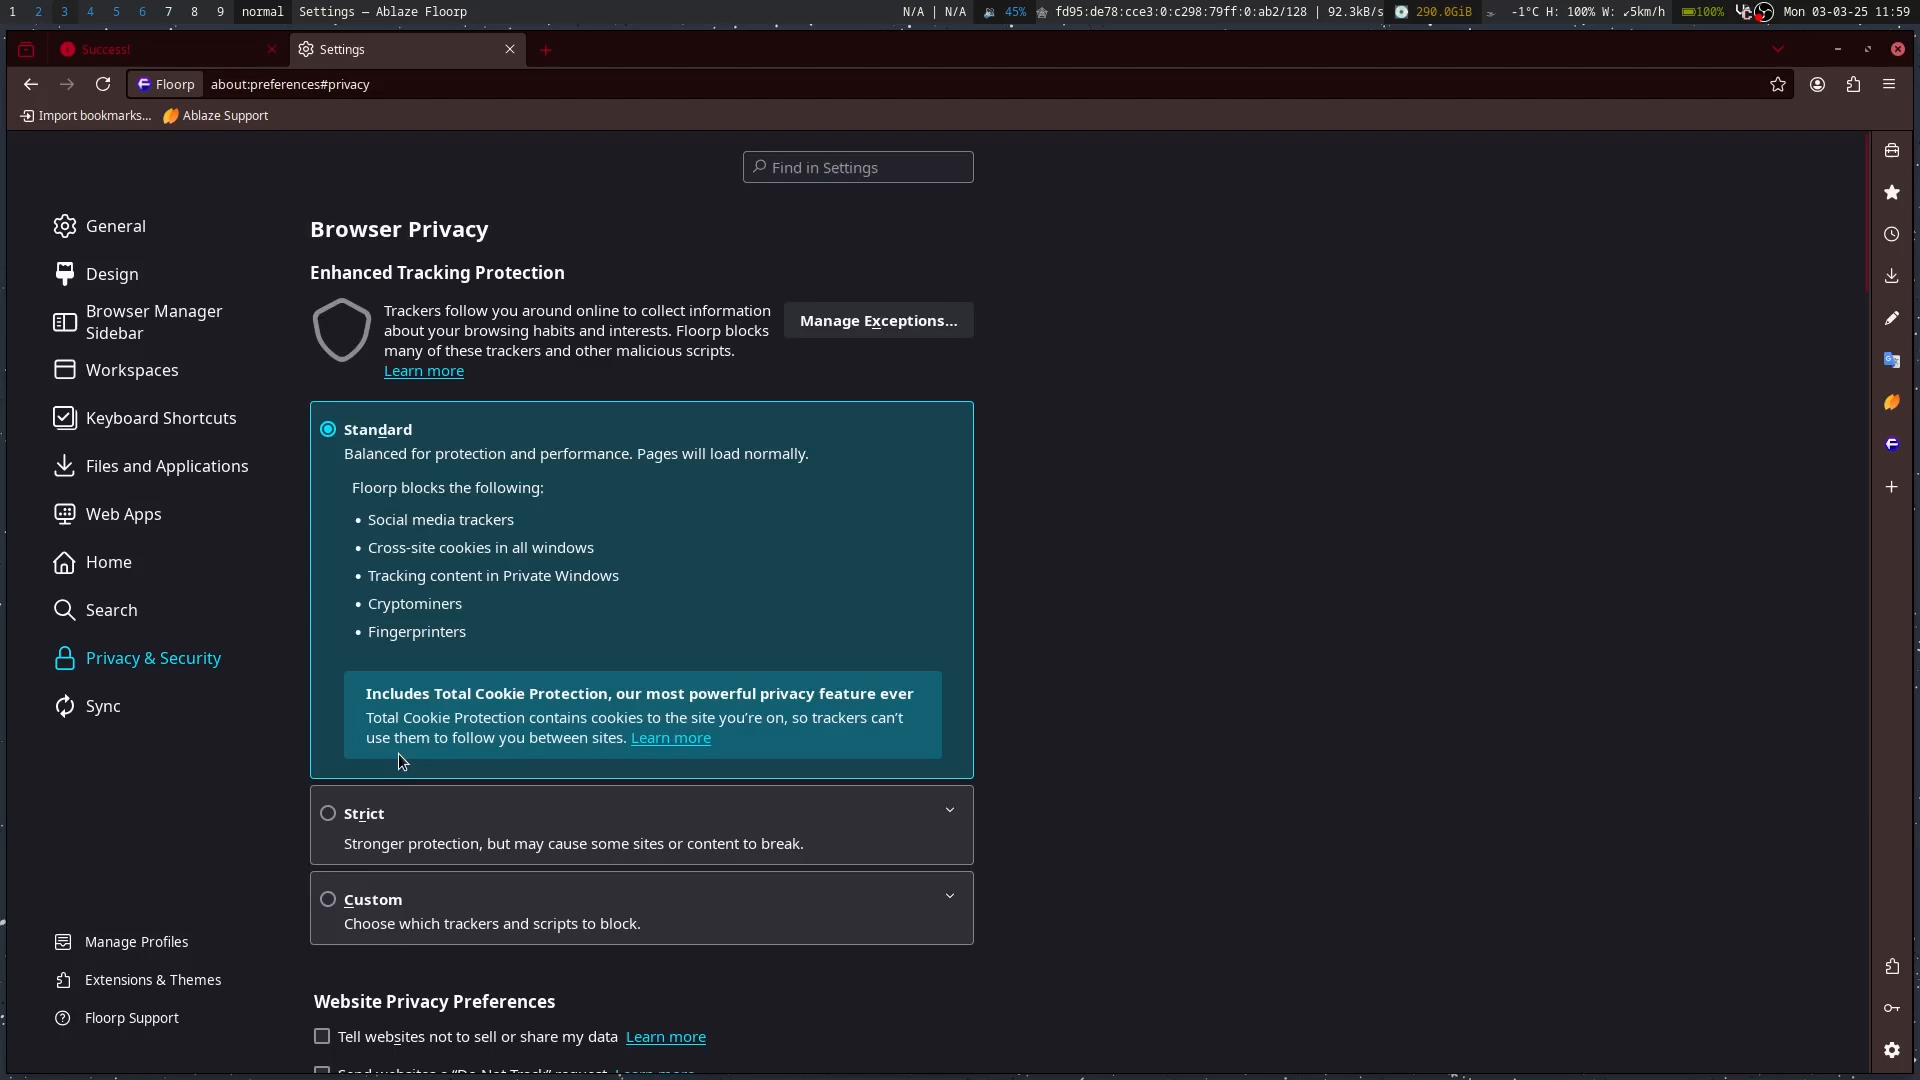 1 2 3 4 5 6 7 8 9 normal Settings — Ablaze Floorp N/A | N/A 45% fd95:de78:cce3:0:c298:79ff:0:ab2/128 | 92.3kB/s 290.0GiB -1°C H: 100% W: ↙5km/h 100% Mon 03-03-25 11:59
Success! Settings
Floorp about:preferences#privacy
Import bookmarks... Ablaze Support
Find in Settings
General
Design
Browser Manager
Sidebar
Workspaces
Keyboard Shortcuts
Files and Applications
Web Apps
Home
Search
Privacy & Security
Sync
Manage Profiles
Extensions & Themes
Floorp Support
Browser Privacy
Enhanced Tracking Protection
Trackers follow you around online to collect information
about your browsing habits and interests. Floorp blocks
many of these trackers and other malicious scripts.
Learn more
Manage Exceptions…
Standard
Balanced for protection and performance. Pages will load normally.
Floorp blocks the following:
• Social media trackers
• Cross-site cookies in all windows
• Tracking content in Private Windows
• Cryptominers
• Fingerprinters
Includes Total Cookie Protection, our most powerful privacy feature ever
Total Cookie Protection contains cookies to the site you’re on, so trackers can’t
use them to follow you between sites. Learn more
Strict
Stronger protection, but may cause some sites or content to break.
Custom
Choose which trackers and scripts to block.
Website Privacy Preferences
Tell websites not to sell or share my data Learn more
Send websites a “Do Not Track” request Learn more